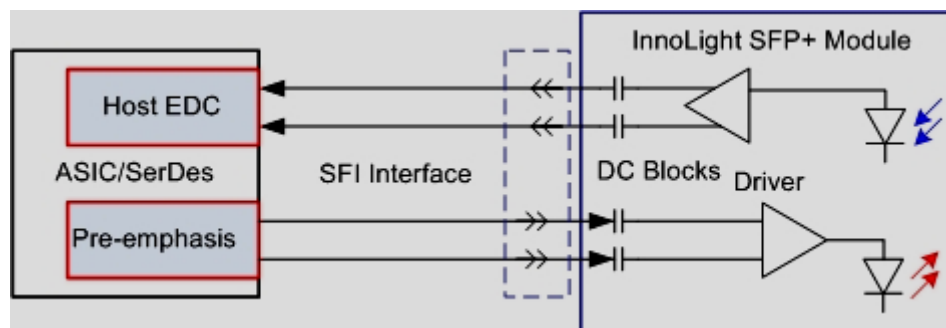 InnoLight SFP+ Module
Host EDC
ASIC/SerDes
SFI Interface
DC Blocks
Driver
Pre-emphasis